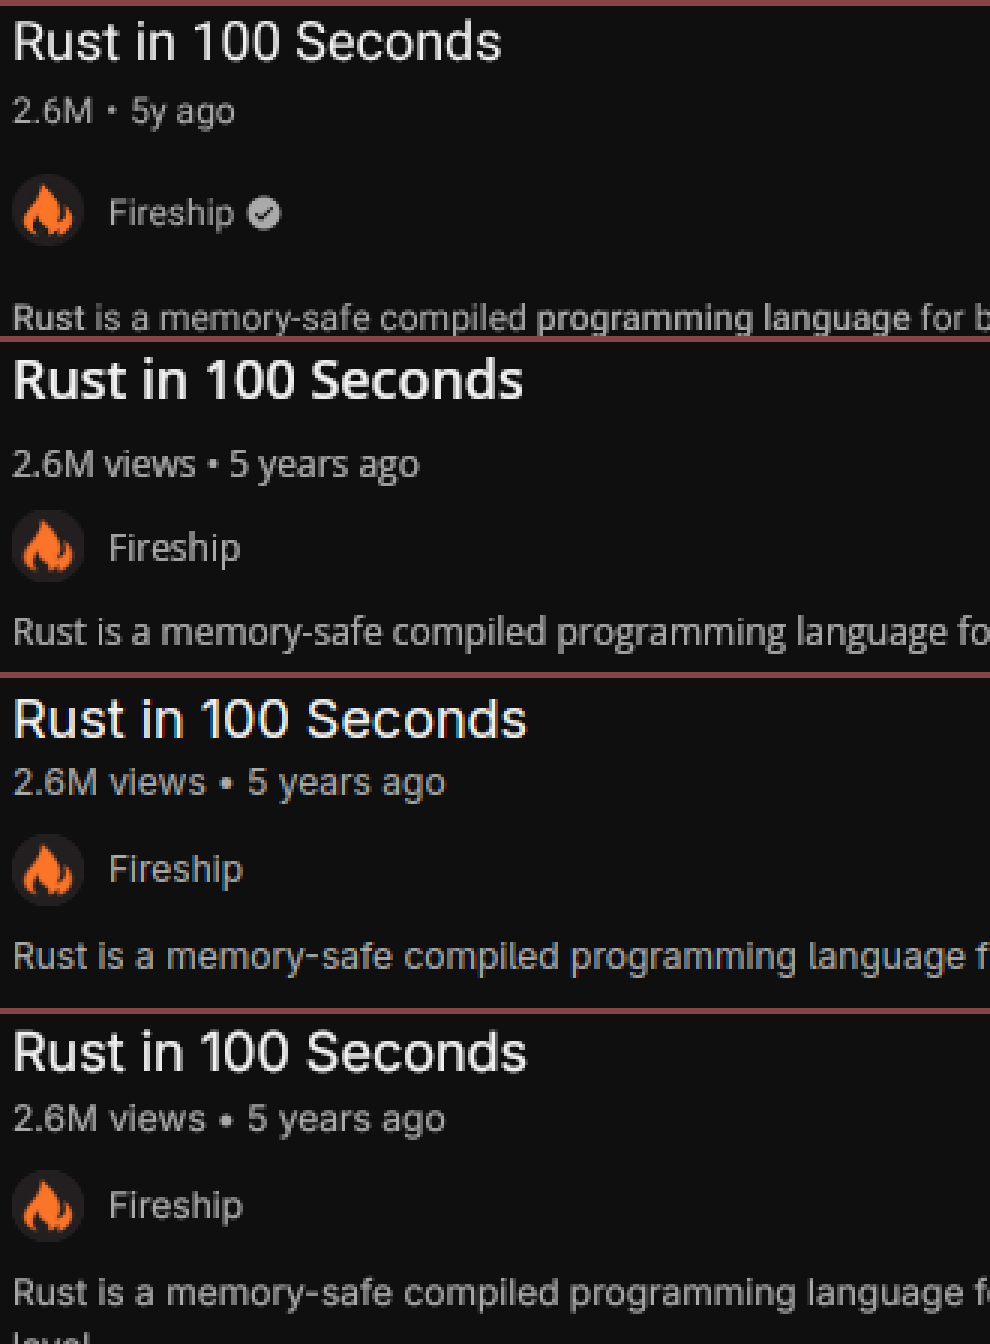 Rust in 100 Seconds
2.6M • 5y ago
Fireship
Rust is a memory-safe compiled programming language for b
Rust in 100 Seconds
2.6M views • 5 years ago
Fireship
Rust is a memory-safe compiled programming language fo
Rust in 100 Seconds
2.6M views • 5 years ago
Fireship
Rust is a memory-safe compiled programming language f
Rust in 100 Seconds
2.6M views • 5 years ago
Fireship
Rust is a memory-safe compiled programming language fo
level